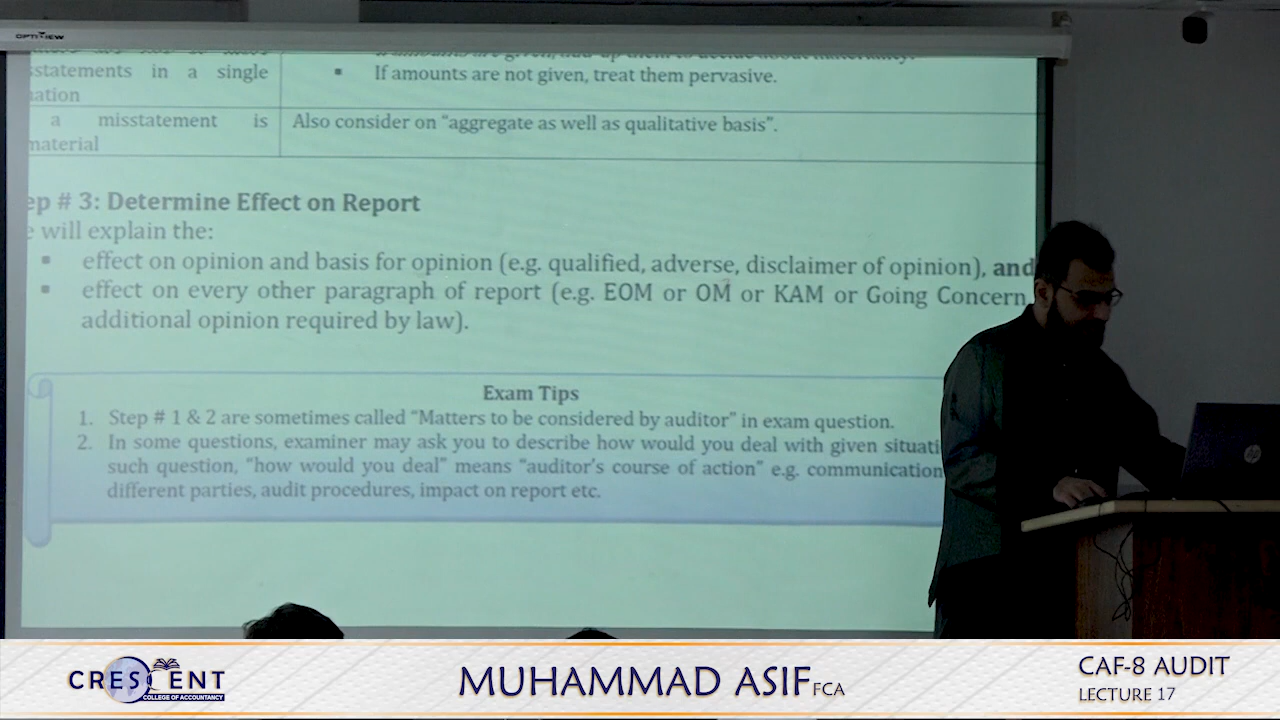 OPTIVIEW
sstatements in a single
If amounts are not given, treat them pervasive.
a misstatement is
Also consider on "aggregate as well as qualitative basis".
material
# 3: Determine Effect on Report
will explain the:
effect on opinion and basis for opinion (e.g. qualified, adverse, disclaimer of opinion), and
effect on every other paragraph of report (e.g. EOM or OM or KAM or Going Concern
additional opinion required by law).
Exam Tips
1. Step # 1 & 2 are sometimes called "Matters to be considered by auditor" in exam question.
2. In some questions, examiner may ask you to describe how would you deal with given situati
such question, "how would you deal" means "auditor's course of action" e.g. communication
different parties, audit procedures, impact on report etc.
hp
CRESCENT
COLLEGE OF ACCOUNTANCY
MUHAMMAD ASIF FCA
CAF-8 AUDIT
LECTURE 17